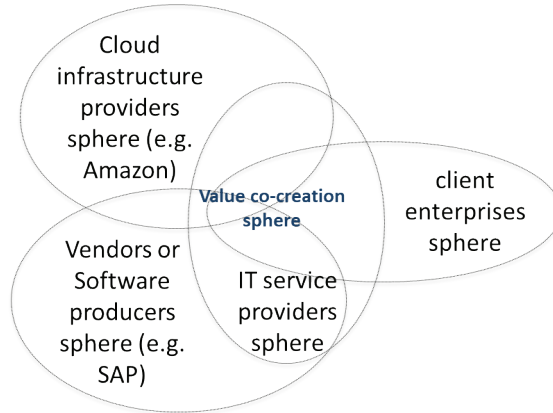 Cloud
infrastructure
providers
sphere (e.g.
Amazon)
Value co-creation
sphere
client
enterprises
sphere
Vendors or
Software
producers
sphere (e.g.
SAP)
IT service
providers
sphere